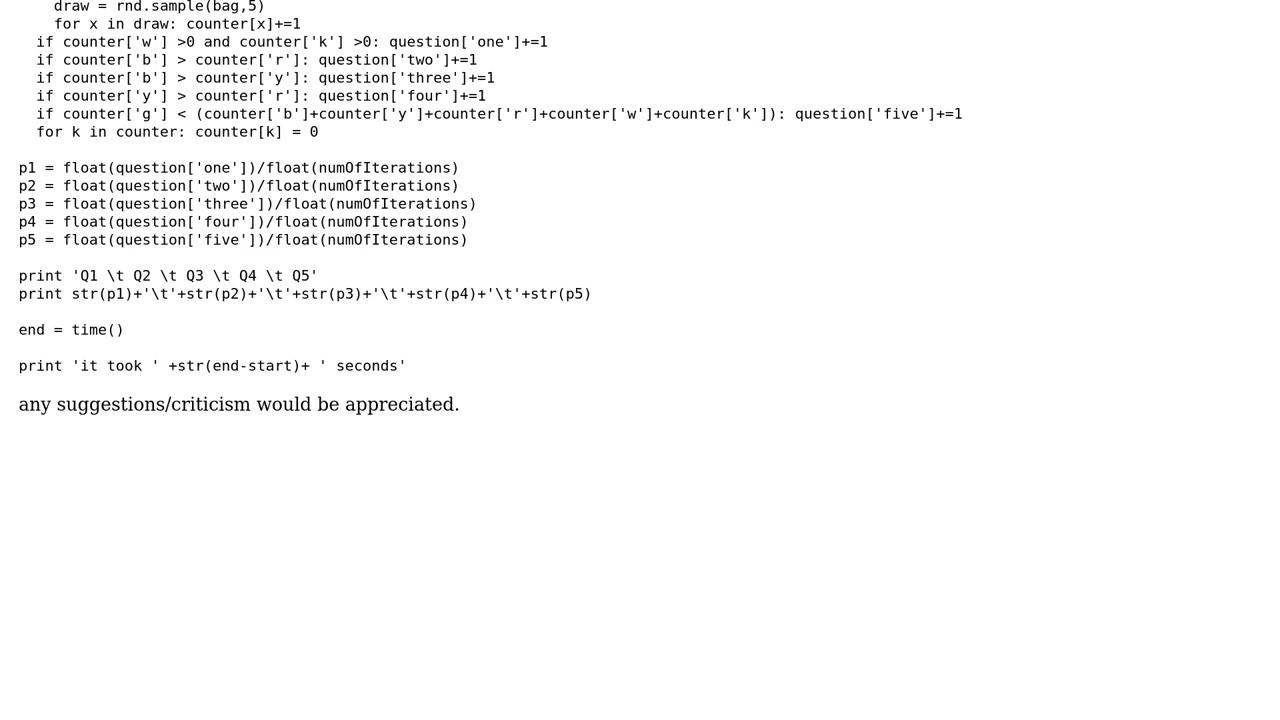 draw = rnd.sample(bag,5)
for x in draw: counter[x]+=1
if counter['w'] >0 and counter['k'] >0: question['one']+=1
if counter['b'] > counter['r']: question['two']+=1
if counter['b'] > counter['y']: question['three']+=1
if counter['y'] > counter['r']: question['four']+=1
if counter['g'] < (counter['b']+counter['y']+counter['r']+counter['w']+counter['k']): question['five']+=1
for k in counter: counter[k] = 0
p1 = float(question['one'])/float(numOfIterations)
p2 = float(question['two'])/float(numOfIterations)
p3 = float(question['three'])/float(numOfIterations)
p4 = float(question['four'])/float(numOfIterations)
p5 = float(question['five'])/float(numOfIterations)
print 'Q1 \t Q2 \t Q3 \t Q4 \t Q5'
print str(p1)+'\t'+str(p2)+'\t'+str(p3)+'\t'+str(p4)+'\t'+str(p5)
end = time()
print 'it took ' +str(end-start)+ ' seconds'
any suggestions/criticism would be appreciated.